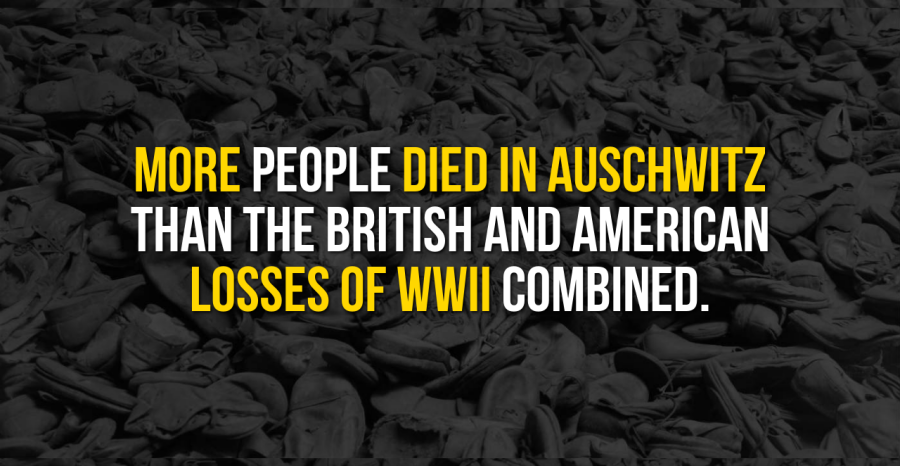 MORE PEOPLE DIED IN AUSCHWITZ
THAN THE BRITISH AND AMERICAN
LOSSES OF WWII COMBINED.